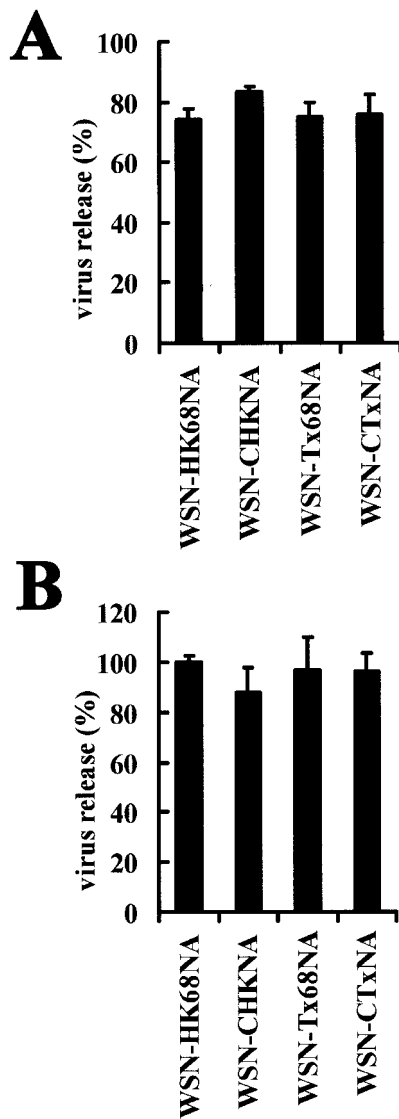 A
virus release (%)
100
80
60
40
20
0
WSN-HK68NA
WSN-CHKNA
WSN-Tx68NA
WSN-CTxNA
B
virus release (%)
120
100
80
60
40
20
0
WSN-HK68NA
WSN-CHKNA
WSN-Tx68NA
WSN-CTxNA